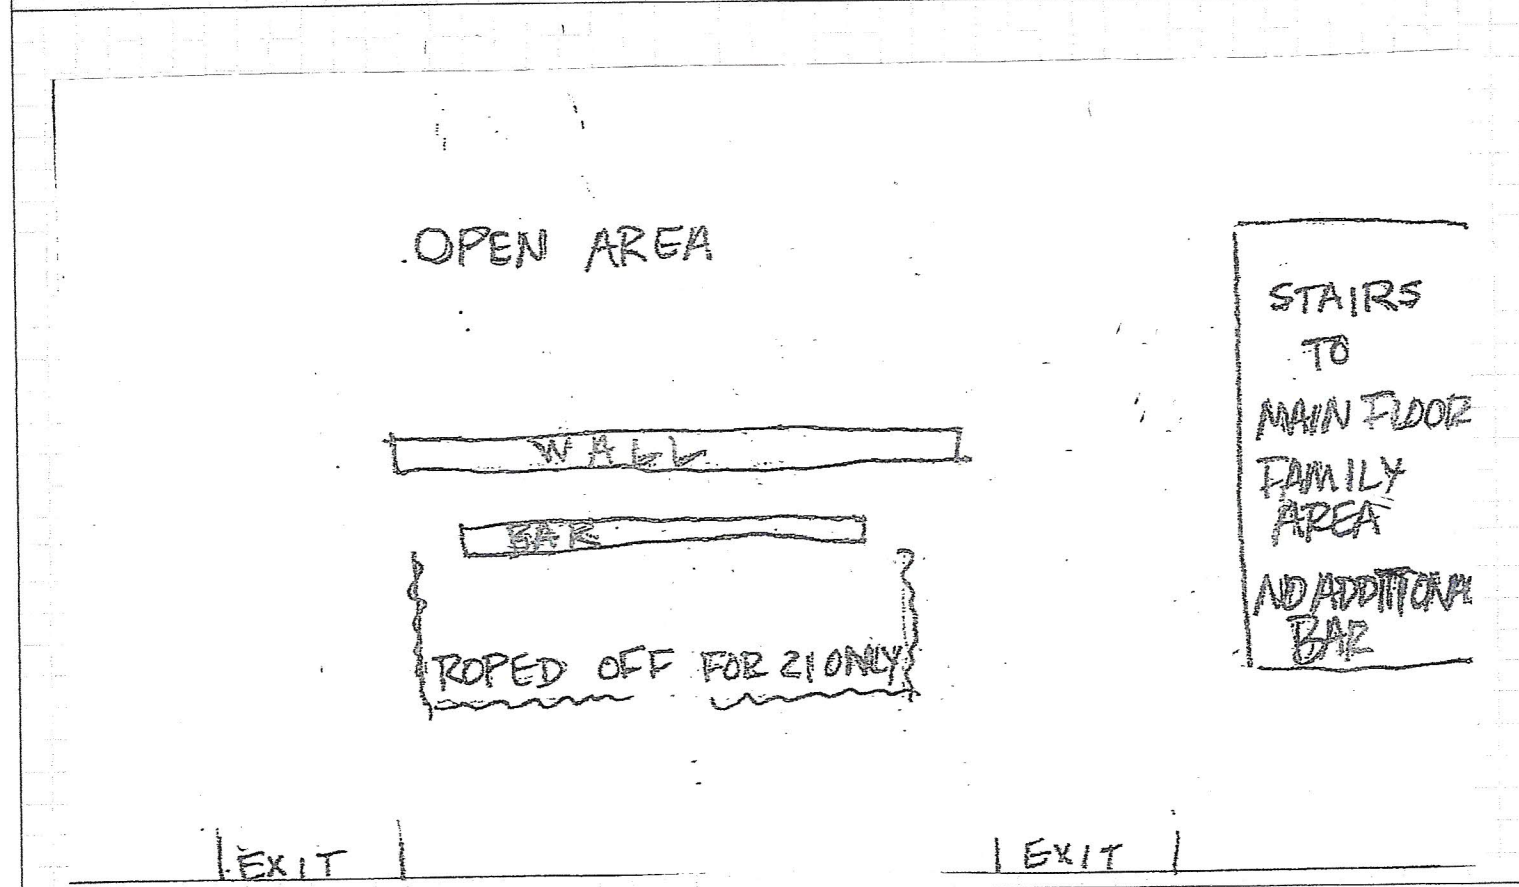 OPEN AREA
STAIRS
TO
MAIN FLOOR
FAMILY
AREA
NO ADDITIONA
BAR
WALL
BAR
ROPED OFF FOR 21 ONLY
EXIT
EXIT